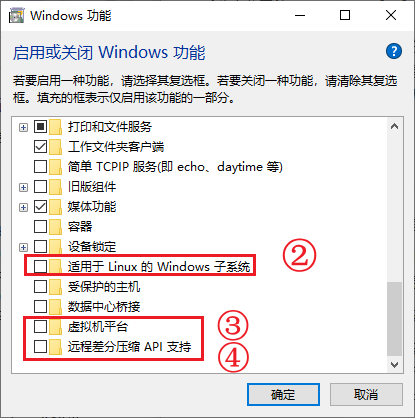 Windows 功能
启用或关闭 Windows 功能
若要启用一种功能，请选择其复选框。若要关闭一种功能，请清除其复选
框。填充的框表示仅启用该功能的一部分。
打印和文件服务
工作文件夹客户端
简单 TCPIP 服务(即 echo、daytime 等)
旧版组件
媒体功能
容器
设备锁定
适用于 Linux 的 Windows 子系统
②
受保护的主机
数据中心桥接
虚拟机平台
③
远程差分压缩 API 支持
④
确定
取消